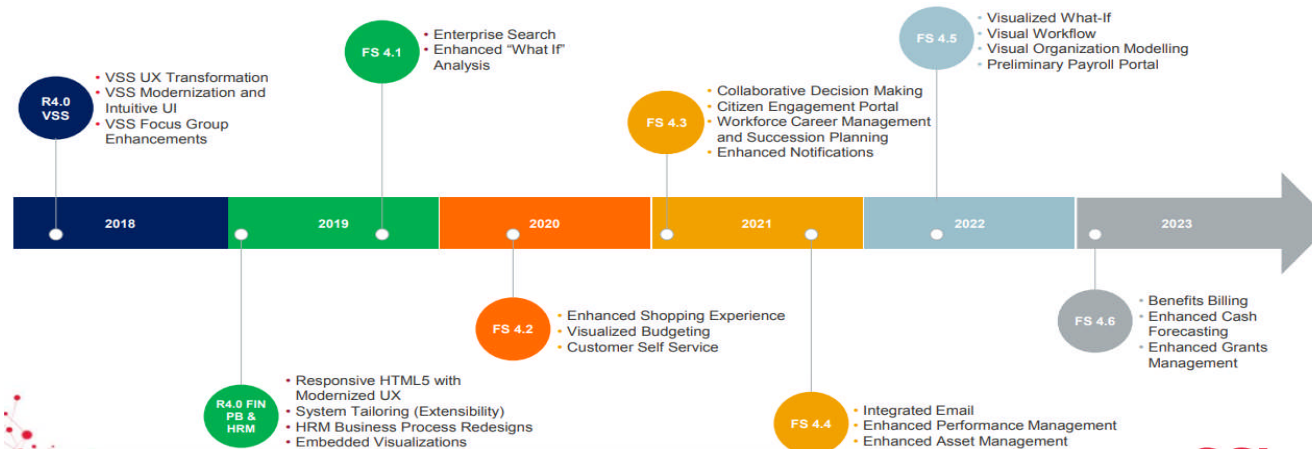 R4.0
VSS
• VSS UX Transformation
• VSS Modernization and
Intuitive UI
• VSS Focus Group
Enhancements
FS 4.1
• Enterprise Search
• Enhanced “What If”
Analysis
FS 4.3
• Collaborative Decision Making
• Citizen Engagement Portal
• Workforce Career Management
and Succession Planning
• Enhanced Notifications
FS 4.5
• Visualized What-If
• Visual Workflow
• Visual Organization Modelling
• Preliminary Payroll Portal
2018
2019
2020
2021
2022
2023
R4.0 FIN
PB &
HRM
• Responsive HTML5 with
Modernized UX
• System Tailoring (Extensibility)
• HRM Business Process Redesigns
• Embedded Visualizations
FS 4.2
• Enhanced Shopping Experience
• Visualized Budgeting
• Customer Self Service
FS 4.4
• Integrated Email
• Enhanced Performance Management
• Enhanced Asset Management
FS 4.6
• Benefits Billing
• Enhanced Cash
Forecasting
• Enhanced Grants
Management